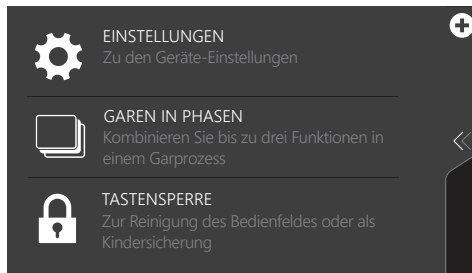 EINSTELLUNGEN
Zu den Geräte-Einstellungen
GAREN IN PHASEN
Kombinieren Sie bis zu drei Funktionen in
einem Garprozess
TASTENSPERRE
Zur Reinigung des Bedienfeldes oder als
Kindersicherung